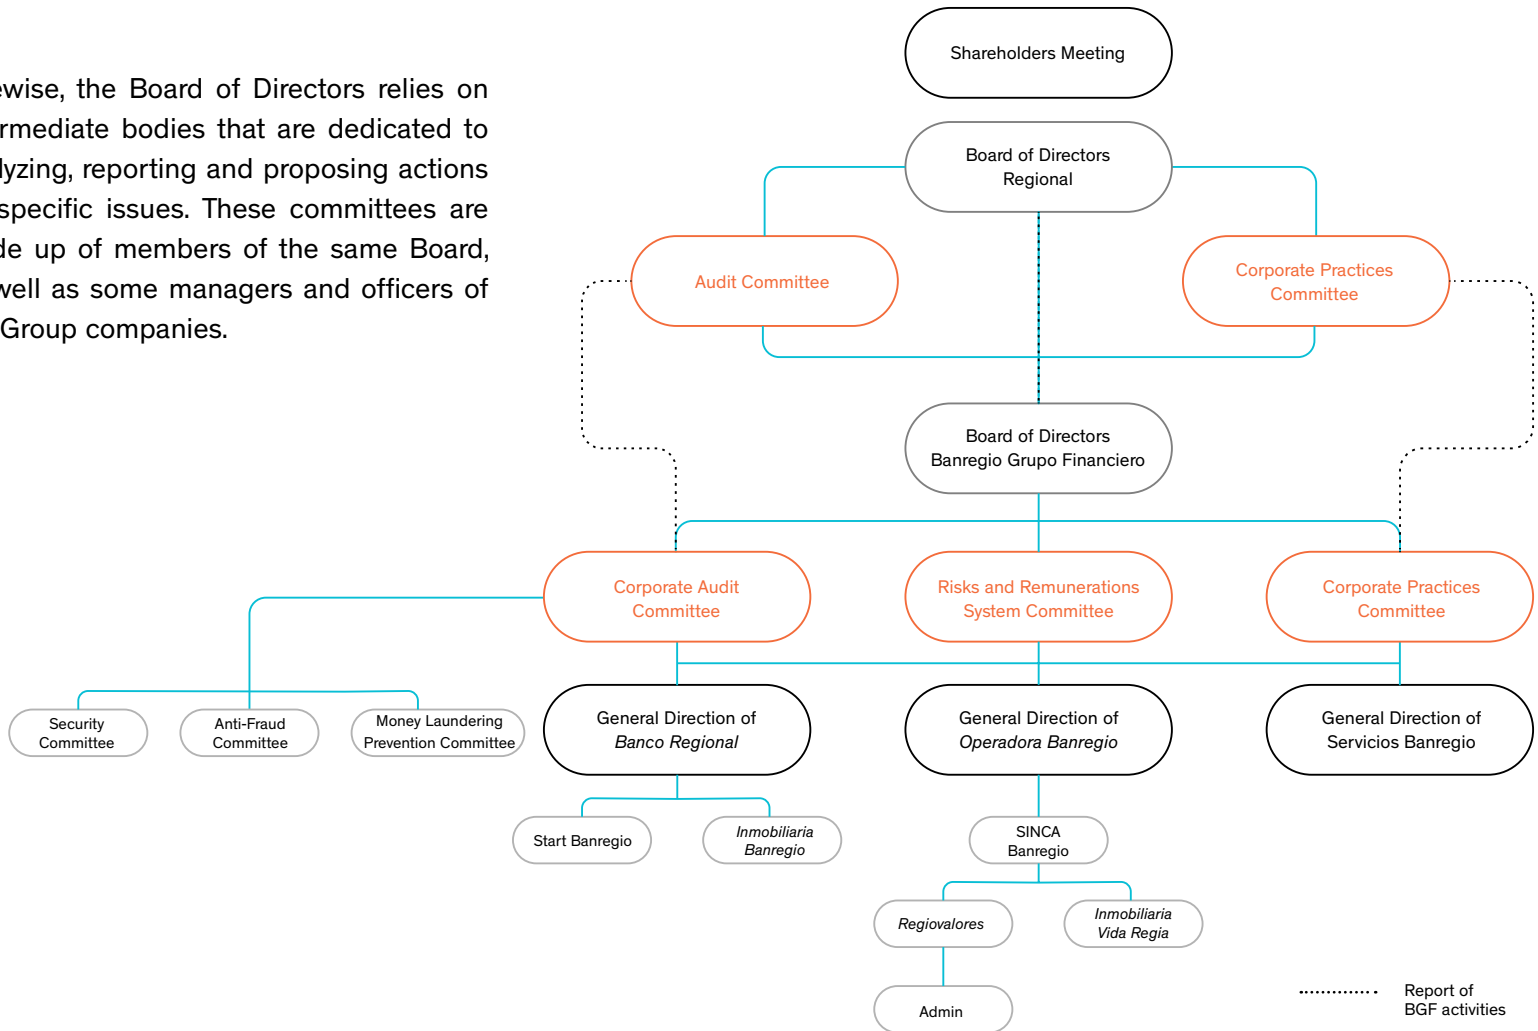 ewise, the Board of Directors relies on
ermediate bodies that are dedicated to
lyzing, reporting and proposing actions
specific issues. These committees are
de up of members of the same Board,
well as some managers and officers of
Group companies.
Shareholders Meeting
Board of Directors
Regional
Audit Committee
Corporate Practices
Committee
Board of Directors
Banregio Grupo Financiero
Corporate Audit
Committee
Risks and Remunerations
System Committee
Corporate Practices
Committee
Security
Committee
Anti-Fraud
Committee
Money Laundering
Prevention Committee
General Direction of
Banco Regional
General Direction of
Operadora Banregio
General Direction of
Servicios Banregio
Start Banregio
Inmobiliaria
Banregio
SINCA
Banregio
Regiovalores
Inmobiliaria
Vida Regia
Admin
Report of
BGF activities